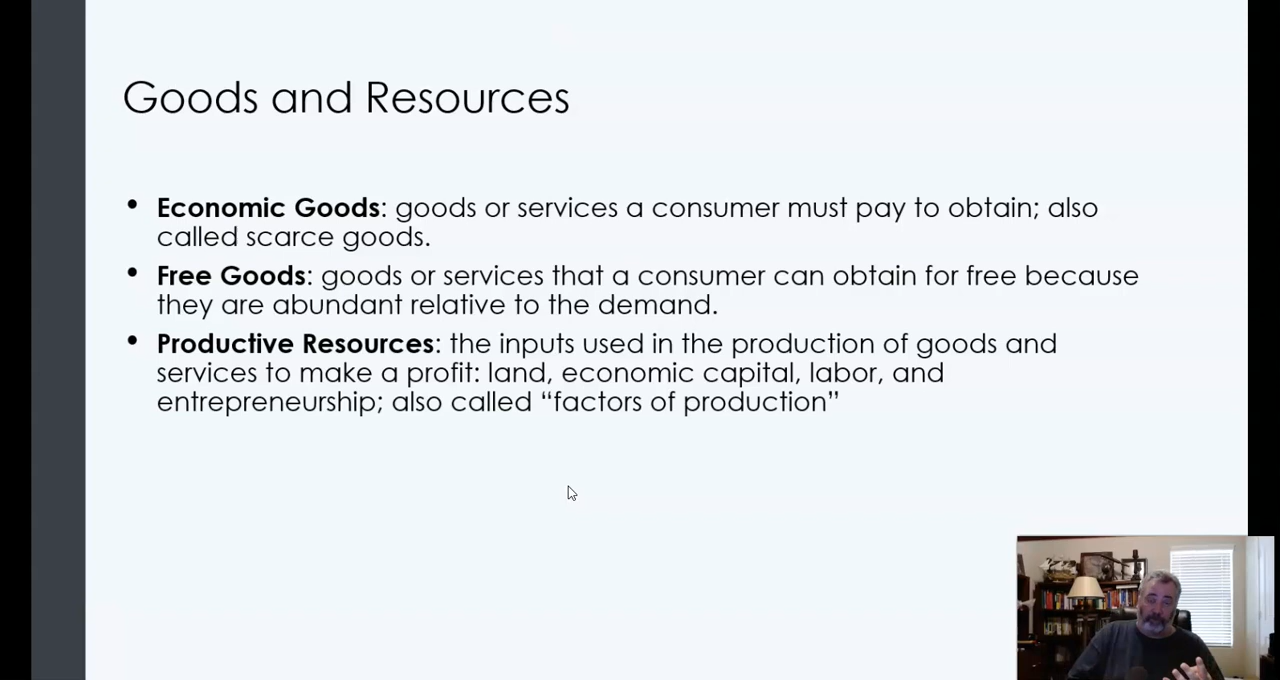 Goods and Resources
• Economic Goods: goods or services a consumer must pay to obtain; also
called scarce goods.
• Free Goods: goods or services that a consumer can obtain for free because
they are abundant relative to the demand.
• Productive Resources: the inputs used in the production of goods and
services to make a profit: land, economic capital, labor, and
entrepreneurship; also called “factors of production”